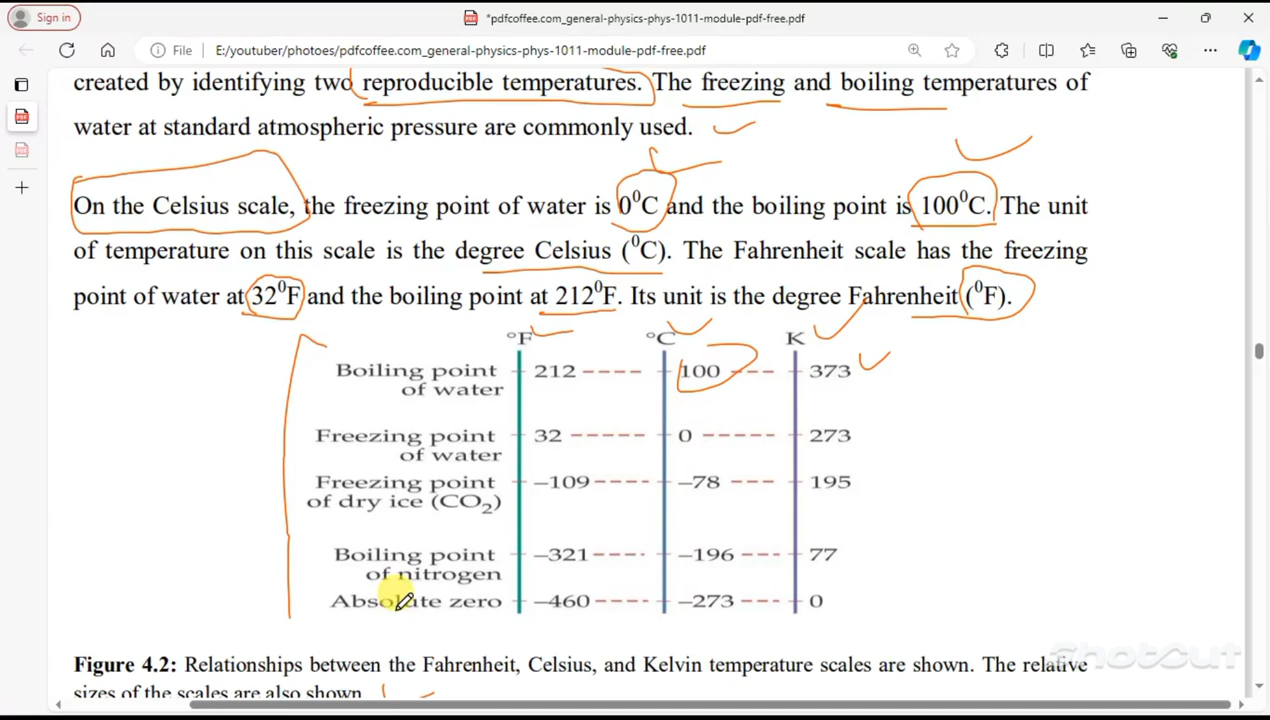 Sign in
*pdfcoffee.com_general-physics-phys-1011-module-pdf-free.pdf
File E:/youtuber/photoes/pdfcoffee.com_general-physics-phys-1011-module-pdf-free.pdf
created by identifying two reproducible temperatures. The freezing and boiling temperatures of
water at standard atmospheric pressure are commonly used.
On the Celsius scale, the freezing point of water is 0⁰C and the boiling point is 100⁰C. The unit
of temperature on this scale is the degree Celsius (⁰C). The Fahrenheit scale has the freezing
point of water at 32⁰F and the boiling point at 212⁰F. Its unit is the degree Fahrenheit (⁰F).
°F °C K
Boiling point 212 100 373
of water
Freezing point 32 0 273
of water
Freezing point –109 –78 195
of dry ice (CO₂)
Boiling point –321 –196 77
of nitrogen
Absolute zero –460 –273 0
Figure 4.2: Relationships between the Fahrenheit, Celsius, and Kelvin temperature scales are shown. The relative
sizes of the scales are also shown
shotcut